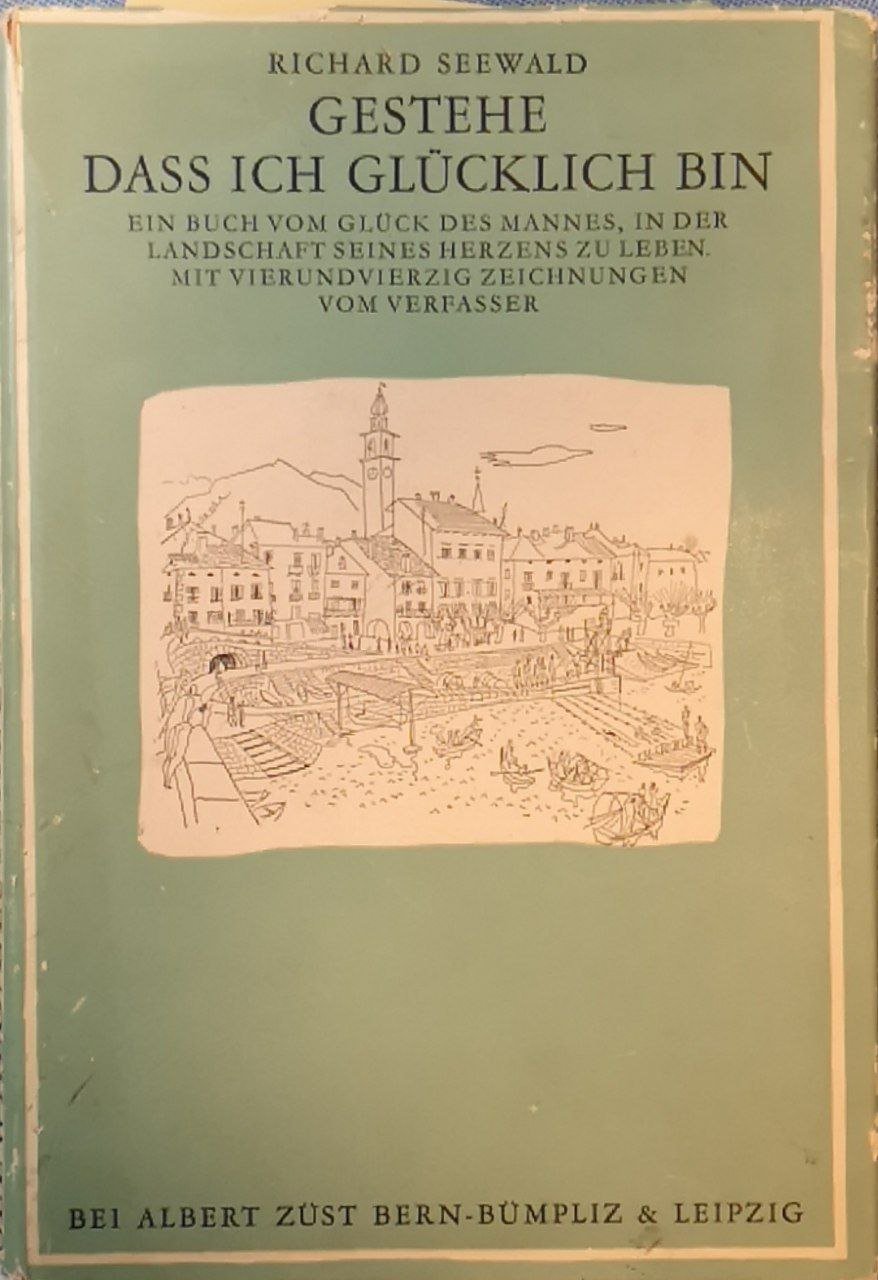 RICHARD SEEWALD
GESTEHE
DASS ICH GLÜCKLICH BIN
EIN BUCH VOM GLÜCK DES MANNES, IN DER
LANDSCHAFT SEINES HERZENS ZU LEBEN.
MIT VIERUNDVIERZIG ZEICHNUNGEN
VOM VERFASSER
BEI ALBERT ZÜST BERN-BÜMPLIZ & LEIPZIG